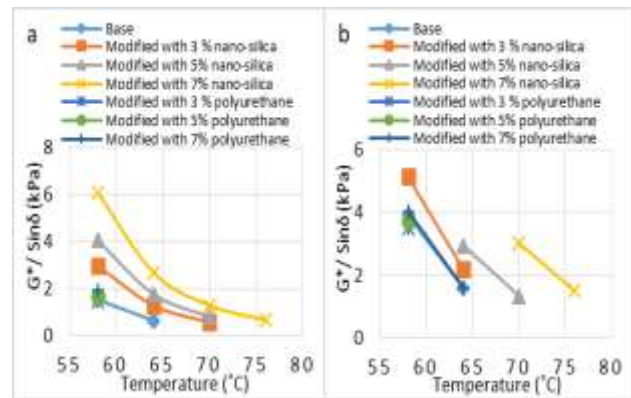 a
Base
Modified with 3 % nano-silica
Modified with 5% nano-silica
Modified with 7% nano-silica
Modified with 3 % polyurethane
Modified with 5% polyurethane
Modified with 7% polyurethane
8
6
4
2
0
G*/ Sinδ (kPa)
55 60 65 70 75 80
Temperature (˚C)
b
Base
Modified with 3 % nano-silica
Modified with 5% nano-silica
Modified with 7% nano-silica
Modified with 3 % polyurethane
Modified with 5% polyurethane
Modified with 7% polyurethane
6
4
2
0
G*/ Sinδ (kPa)
55 60 65 70 75 80
Temperature (˚C)